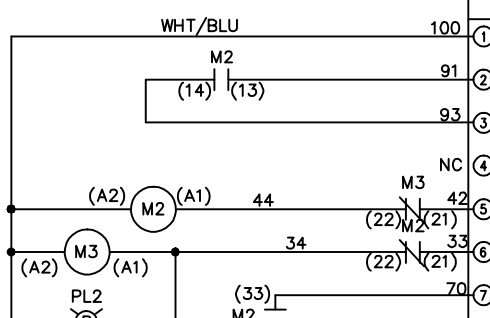 WHT/BLU 100 1
M2 91 2
(14) (13)
93 3
NC 4
M3
(A2) M2 (A1) 44 42 5
(22) (21)
M2
M3 34 33 6
(A2) (A1) (22) (21)
PL2 (33) 70 7
M2